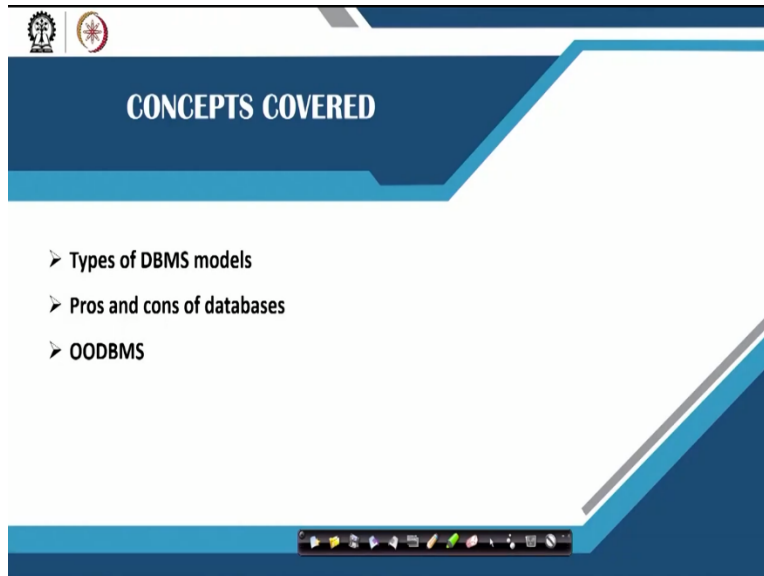 CONCEPTS COVERED
Types of DBMS models
Pros and cons of databases
OODBMS